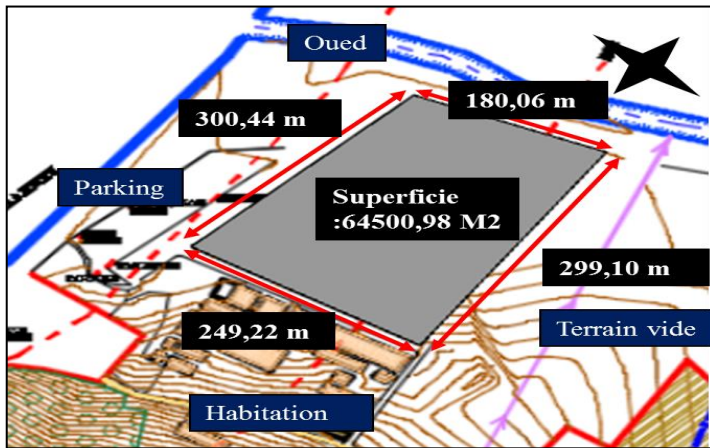 Oued
180,06 m
300,44 m
Parking
Superficie
:64500,98 M2
299,10 m
249,22 m
Terrain vide
Habitation